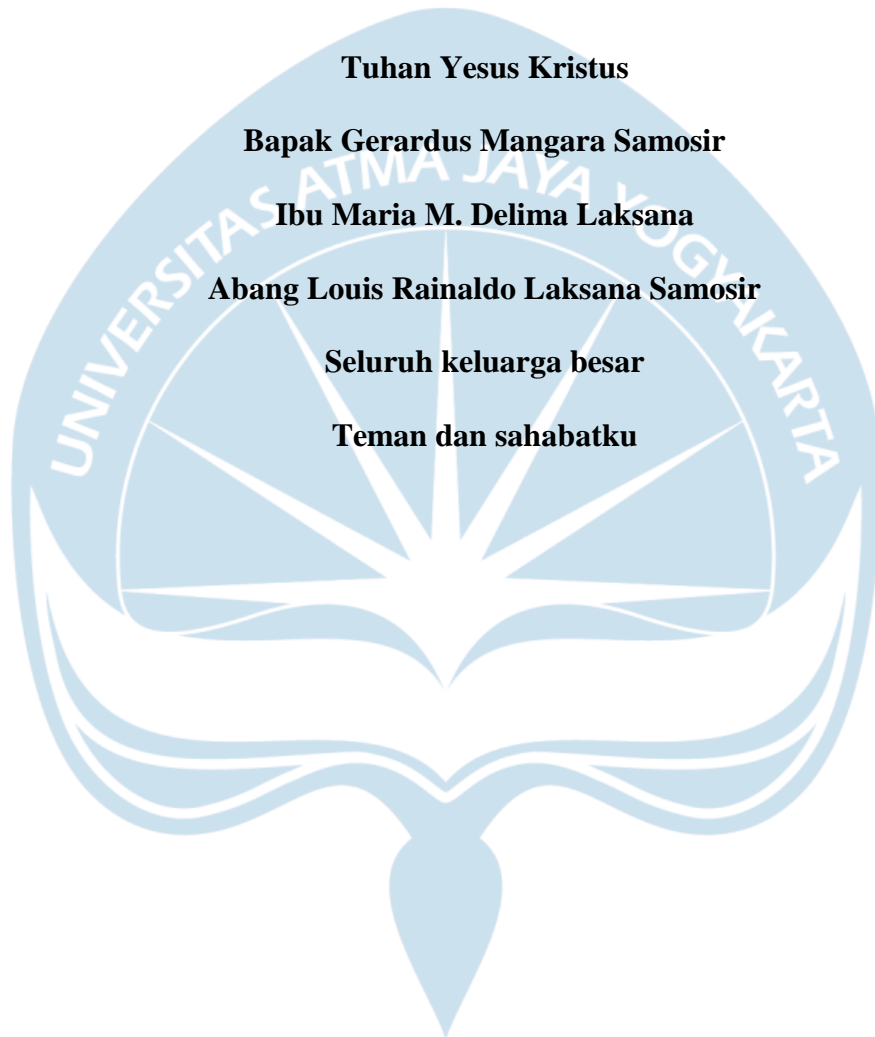 Tuhan Yesus Kristus
Bapak Gerardus Mangara Samosir
Ibu Maria M. Delima Laksana
Abang Louis Rainaldo Laksana Samosir
Seluruh keluarga besar
Teman dan sahabatku
UNIVERSITAS ATMA JAYA YOGYAKARTA